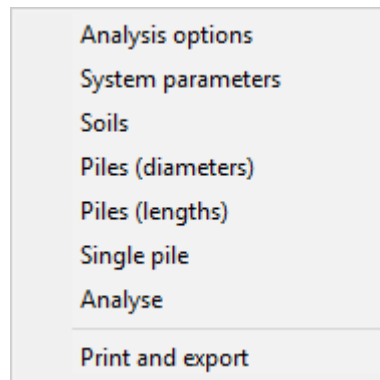 Analysis options
System parameters
Soils
Piles (diameters)
Piles (lengths)
Single pile
Analyse
Print and export